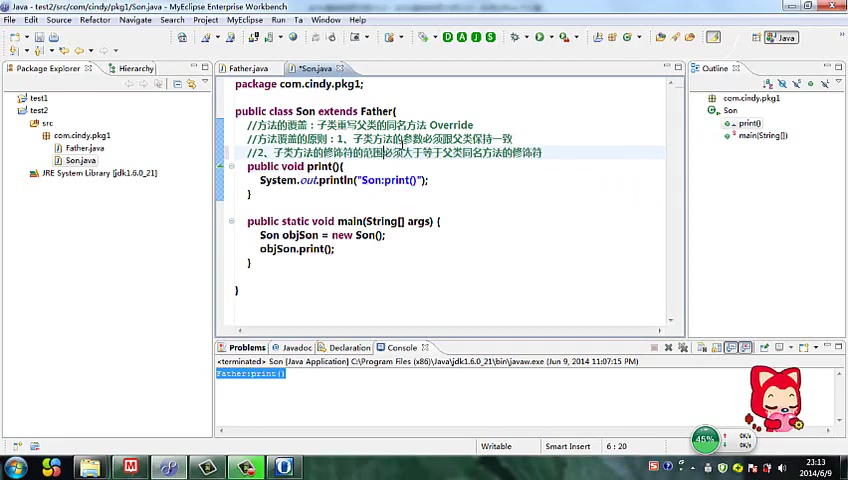 Java - test2/src/com/cindy/pkg1/Son.java - MyEclipse Enterprise Workbench
File Edit Source Refactor Navigate Search Project MyEclipse Run Ta Window Help
Java
Package Explorer Hierarchy
test1
test2
src
com.cindy.pkg1
Father.java
Son.java
JRE System Library [jdk1.6.0_21]
Father.java *Son.java
package com.cindy.pkg1;
public class Son extends Father{
//方法的覆盖：子类重写父类的同名方法 Override
//方法覆盖的原则：1、子类方法的参数必须跟父类保持一致
//2、子类方法的修饰符的范围必须大于等于父类同名方法的修饰符
public void print(){
System.out.println("Son:print()");
}
public static void main(String[] args) {
Son objSon = new Son();
objSon.print();
}
}
Outline
com.cindy.pkg1
Son
print()
main(String[])
Problems Javadoc Declaration Console
<terminated> Son [Java Application] C:\Program Files (x86)\Java\jdk1.6.0_21\bin\javaw.exe (Jun 9, 2014 11:07:15 PM)
Father:print()
45%
0K/s
0K/s
Writable Smart Insert 6 : 20
23:13
2014/6/9